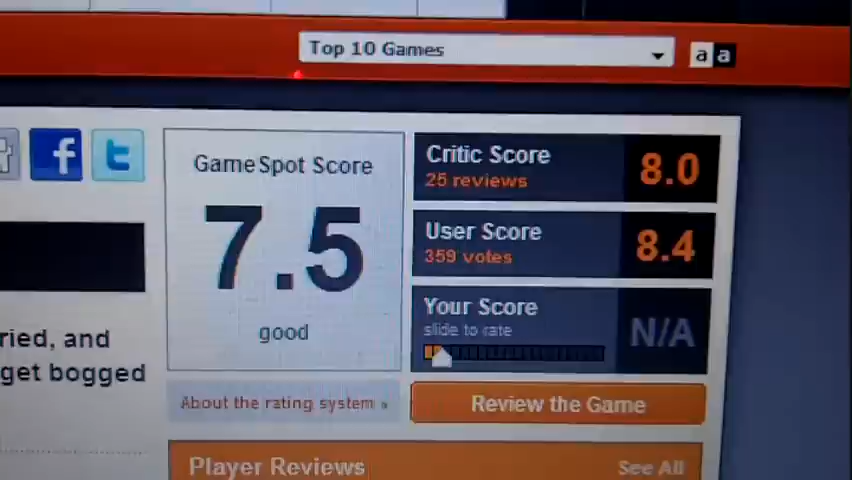 Top 10 Games
a a
f t
GameSpot Score
7.5
good
Critic Score
25 reviews
8.0
User Score
359 votes
8.4
Your Score
slide to rate
N/A
ried, and
get bogged
About the rating system »
Review the Game
Player Reviews
See All